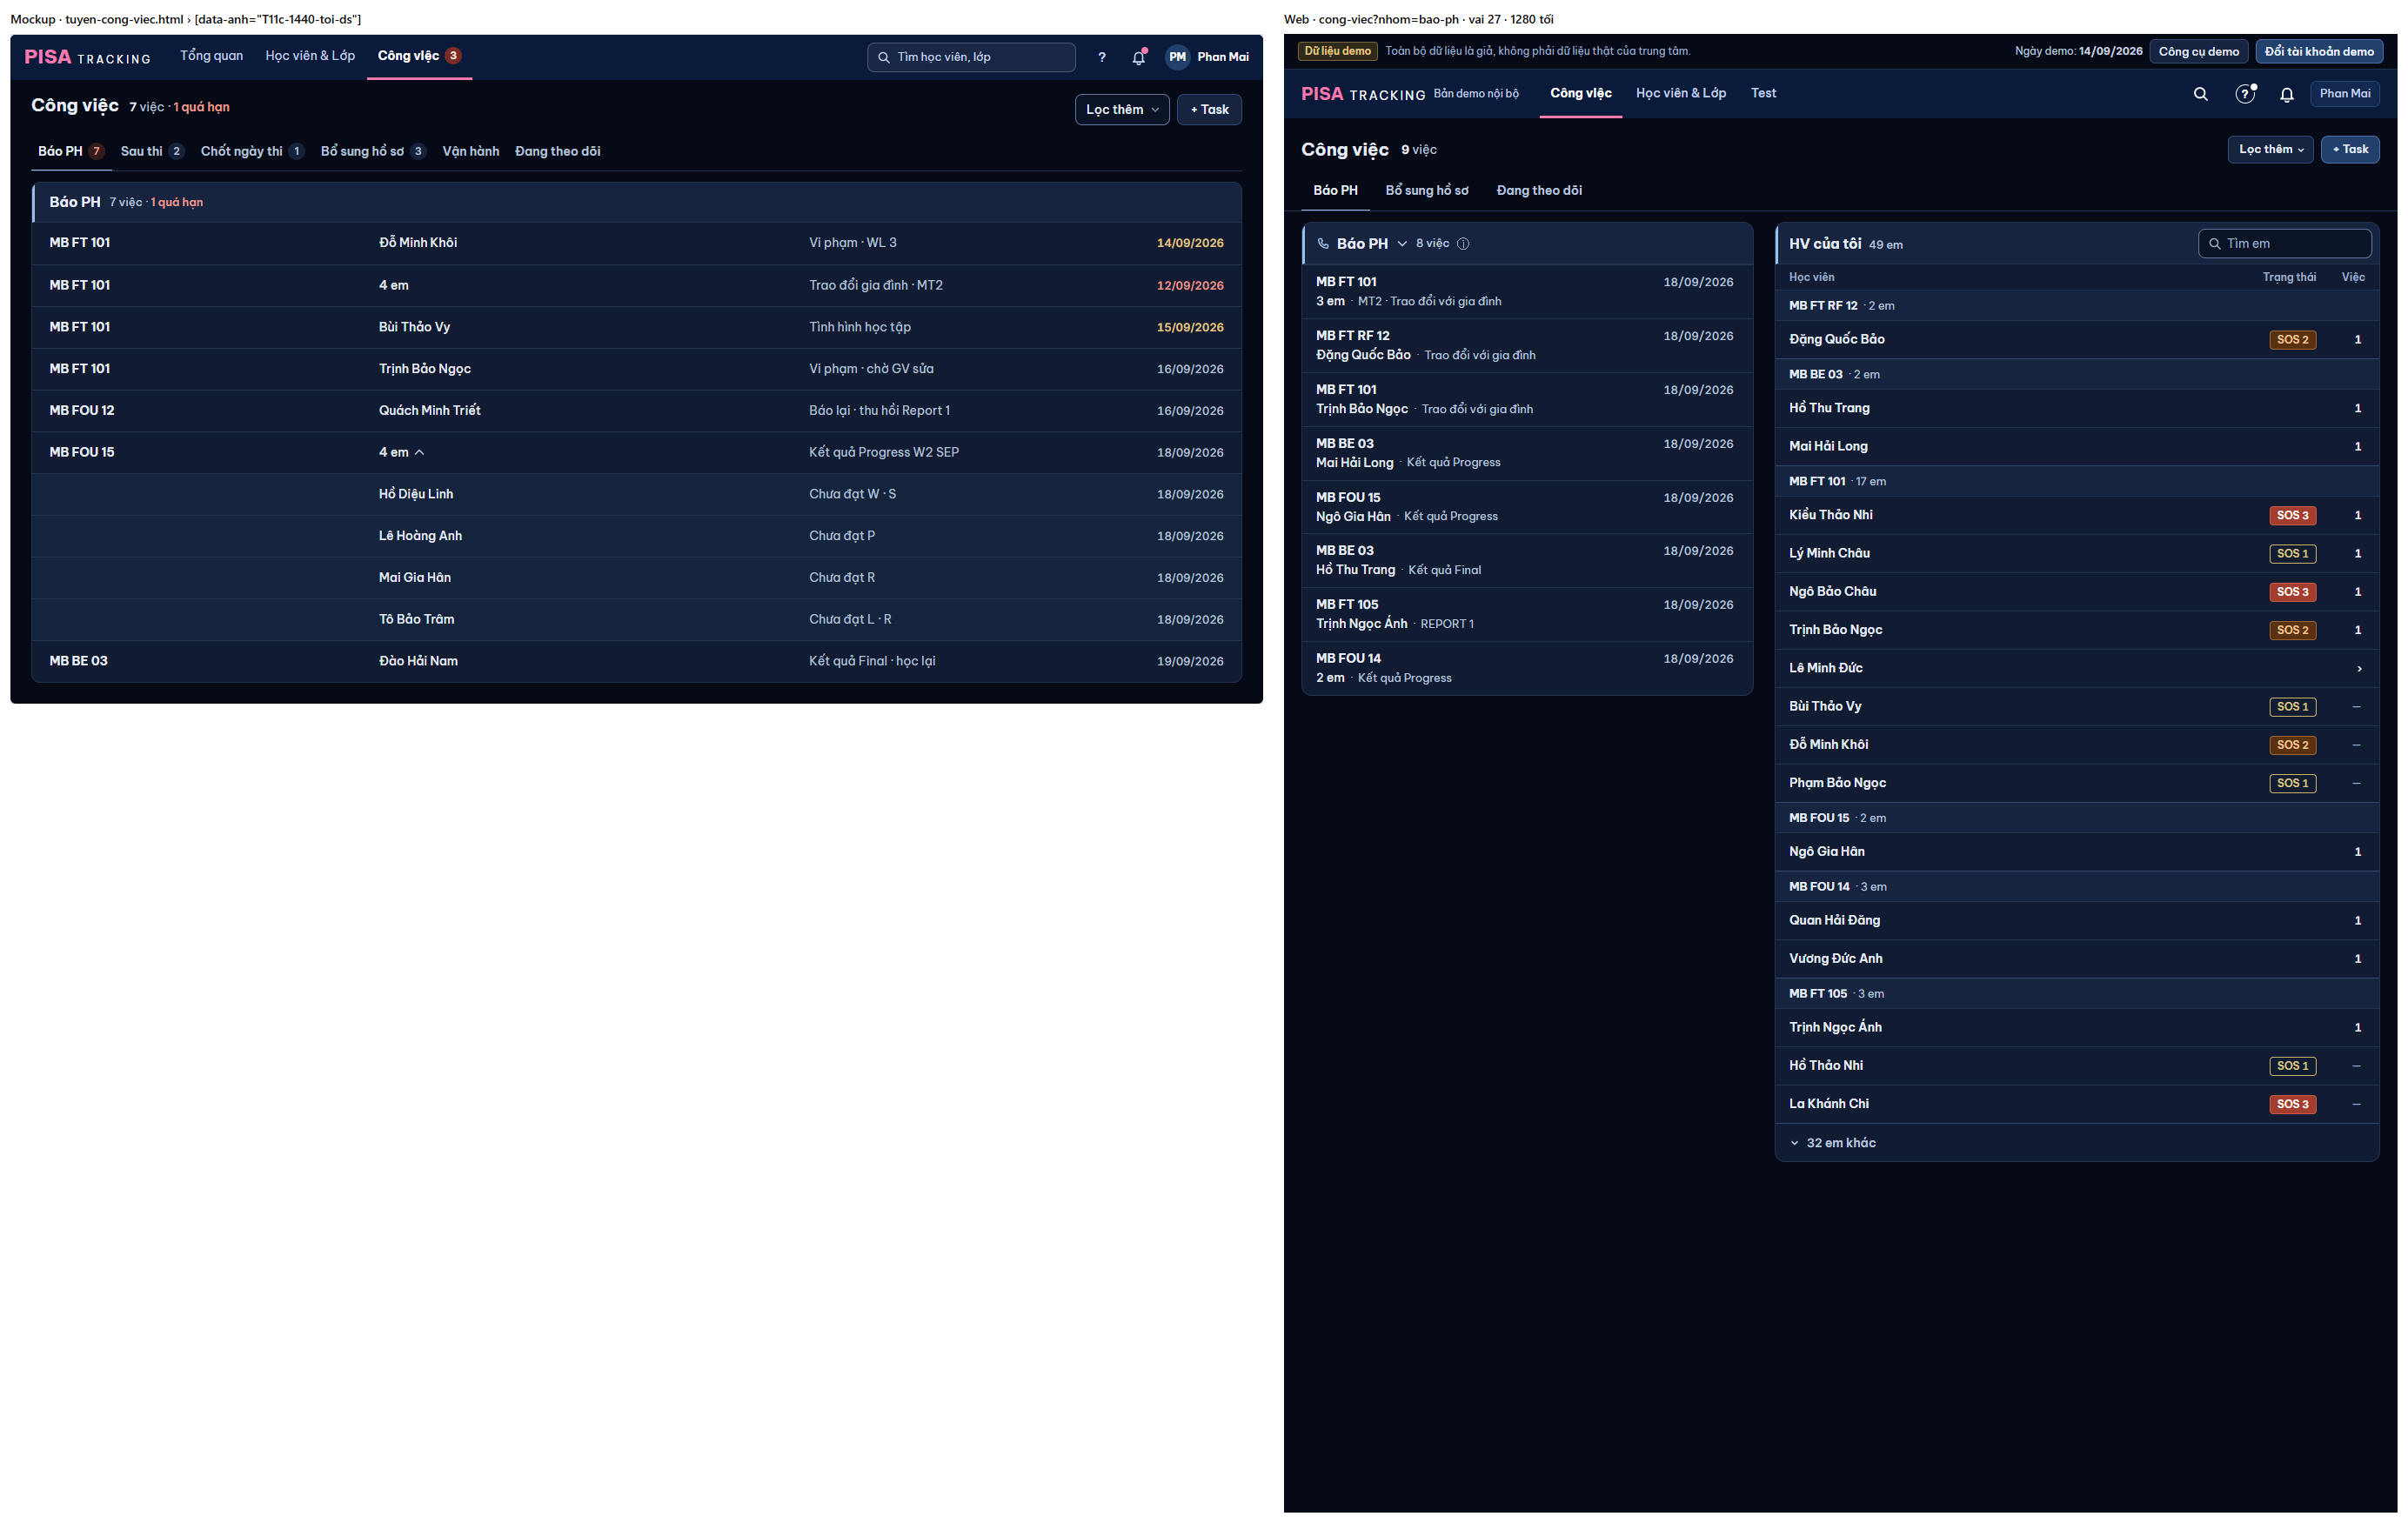 Mockup · tuyen-cong-viec.html › [data-anh="T11c-1440-toi-ds"]
PISA TRACKING Tổng quan Học viên & Lớp Công việc 3 Tìm học viên, lớp ? PM Phan Mai
Công việc 7 việc · 1 quá hạn Lọc thêm + Task
Báo PH 7 Sau thi 2 Chốt ngày thi 1 Bổ sung hồ sơ 3 Vận hành Đang theo dõi
Báo PH 7 việc · 1 quá hạn
MB FT 101 Đỗ Minh Khôi Vi phạm · WL 3 14/09/2026
MB FT 101 4 em Trao đổi gia đình · MT2 12/09/2026
MB FT 101 Bùi Thảo Vy Tình hình học tập 15/09/2026
MB FT 101 Trịnh Bảo Ngọc Vi phạm · chờ GV sửa 16/09/2026
MB FOU 12 Quách Minh Triết Báo lại · thu hồi Report 1 16/09/2026
MB FOU 15 4 em Kết quả Progress W2 SEP 18/09/2026
Hồ Diệu Linh Chưa đạt W · S 18/09/2026
Lê Hoàng Anh Chưa đạt P 18/09/2026
Mai Gia Hân Chưa đạt R 18/09/2026
Tô Bảo Trâm Chưa đạt L · R 18/09/2026
MB BE 03 Đào Hải Nam Kết quả Final · học lại 19/09/2026
Web · cong-viec?nhom=bao-ph · vai 27 · 1280 tối
Dữ liệu demo Toàn bộ dữ liệu là giả, không phải dữ liệu thật của trung tâm. Ngày demo: 14/09/2026 Công cụ demo Đổi tài khoản demo
PISA TRACKING Bản demo nội bộ Công việc Học viên & Lớp Test ? Phan Mai
Công việc 9 việc Lọc thêm + Task
Báo PH Bổ sung hồ sơ Đang theo dõi
Báo PH 8 việc
MB FT 101 18/09/2026
3 em · MT2 · Trao đổi với gia đình
MB FT RF 12 18/09/2026
Đặng Quốc Bảo · Trao đổi với gia đình
MB FT 101 18/09/2026
Trịnh Bảo Ngọc · Trao đổi với gia đình
MB BE 03 18/09/2026
Mai Hải Long · Kết quả Progress
MB FOU 15 18/09/2026
Ngô Gia Hân · Kết quả Progress
MB BE 03 18/09/2026
Hồ Thu Trang · Kết quả Final
MB FT 105 18/09/2026
Trịnh Ngọc Ánh · REPORT 1
MB FOU 14 18/09/2026
2 em · Kết quả Progress
HV của tôi 49 em Tìm em
Học viên Trạng thái Việc
MB FT RF 12 · 2 em
Đặng Quốc Bảo SOS 2 1
MB BE 03 · 2 em
Hồ Thu Trang 1
Mai Hải Long 1
MB FT 101 · 17 em
Kiều Thảo Nhi SOS 3 1
Lý Minh Châu SOS 1 1
Ngô Bảo Châu SOS 3 1
Trịnh Bảo Ngọc SOS 2 1
Lê Minh Đức ›
Bùi Thảo Vy SOS 1 –
Đỗ Minh Khôi SOS 2 –
Phạm Bảo Ngọc SOS 1 –
MB FOU 15 · 2 em
Ngô Gia Hân 1
MB FOU 14 · 3 em
Quan Hải Đăng 1
Vương Đức Anh 1
MB FT 105 · 3 em
Trịnh Ngọc Ánh 1
Hồ Thảo Nhi SOS 1 –
La Khánh Chi SOS 3 –
32 em khác